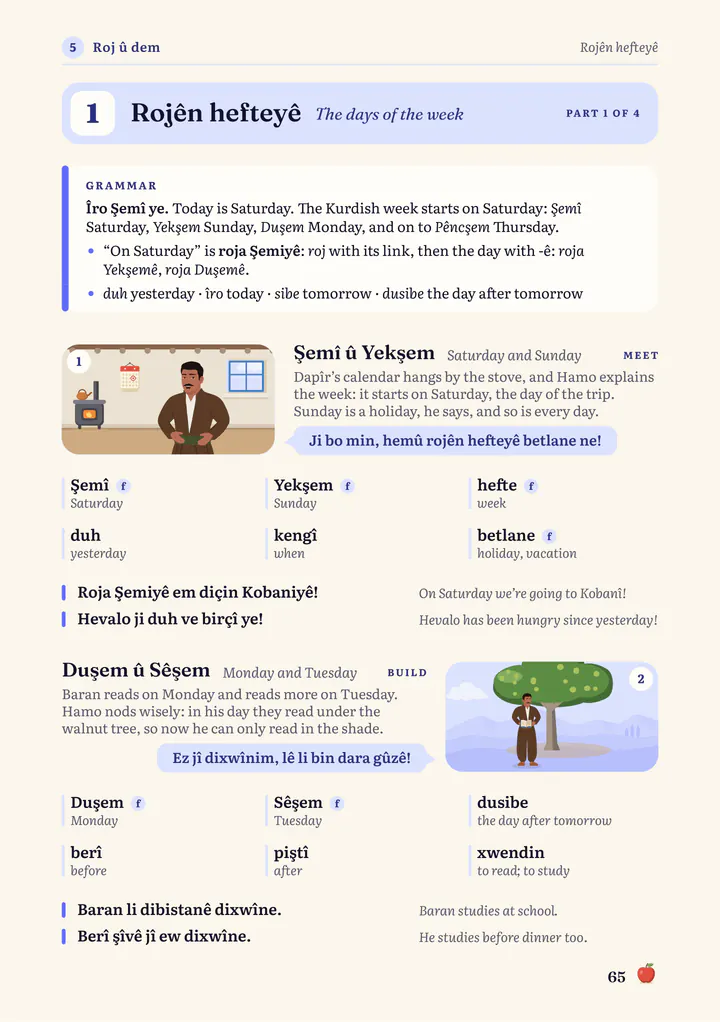 5 Roj û dem
Rojên hefteyê
1 Rojên hefteyê The days of the week PART 1 OF 4
GRAMMAR
Îro Şemî ye. Today is Saturday. The Kurdish week starts on Saturday: Şemî
Saturday, Yekşem Sunday, Duşem Monday, and on to Pêncşem Thursday.
• “On Saturday” is roja Şemiyê: roj with its link, then the day with -ê: roja
Yekşemê, roja Duşemê.
• duh yesterday · îro today · sibe tomorrow · dusibe the day after tomorrow
1
Şemî û Yekşem Saturday and Sunday MEET
Dapîr’s calendar hangs by the stove, and Hamo explains
the week: it starts on Saturday, the day of the trip.
Sunday is a holiday, he says, and so is every day.
Ji bo min, hemû rojên hefteyê betlane ne!
Şemî f
Saturday
Yekşem f
Sunday
hefte f
week
duh
yesterday
kengî
when
betlane f
holiday, vacation
Roja Şemiyê em diçin Kobaniyê!
On Saturday we’re going to Kobanî!
Hevalo ji duh ve birçî ye!
Hevalo has been hungry since yesterday!
Duşem û Sêşem Monday and Tuesday BUILD
Baran reads on Monday and reads more on Tuesday.
Hamo nods wisely: in his day they read under the
walnut tree, so now he can only read in the shade.
Ez jî dixwînim, lê li bin dara gûzê!
2
Duşem f
Monday
Sêşem f
Tuesday
dusibe
the day after tomorrow
berî
before
piştî
after
xwendin
to read; to study
Baran li dibistanê dixwîne.
Baran studies at school.
Berî şîvê jî ew dixwîne.
He studies before dinner too.
65